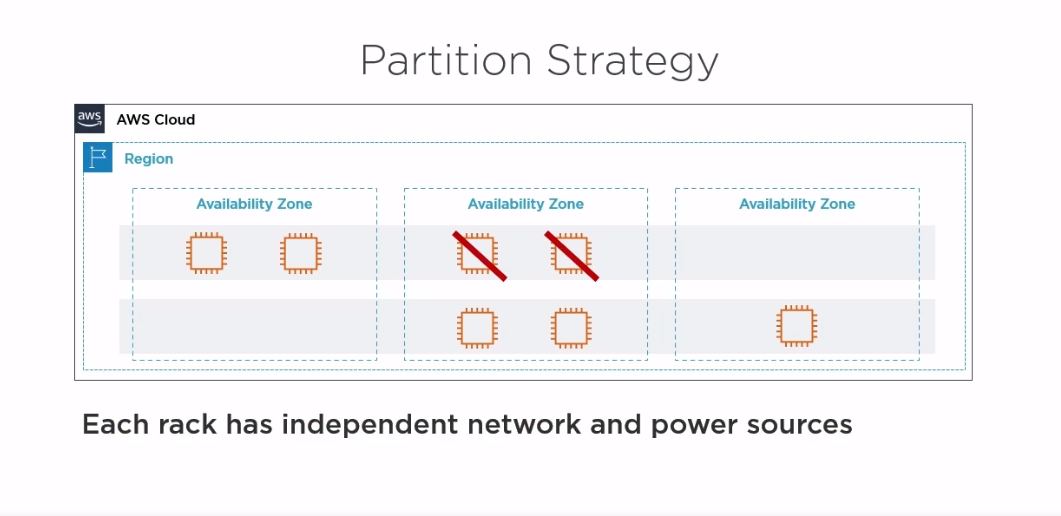 Partition Strategy
aws
AWS Cloud
Region
Availability Zone
Availability Zone
Availability Zone
Each rack has independent network and power sources